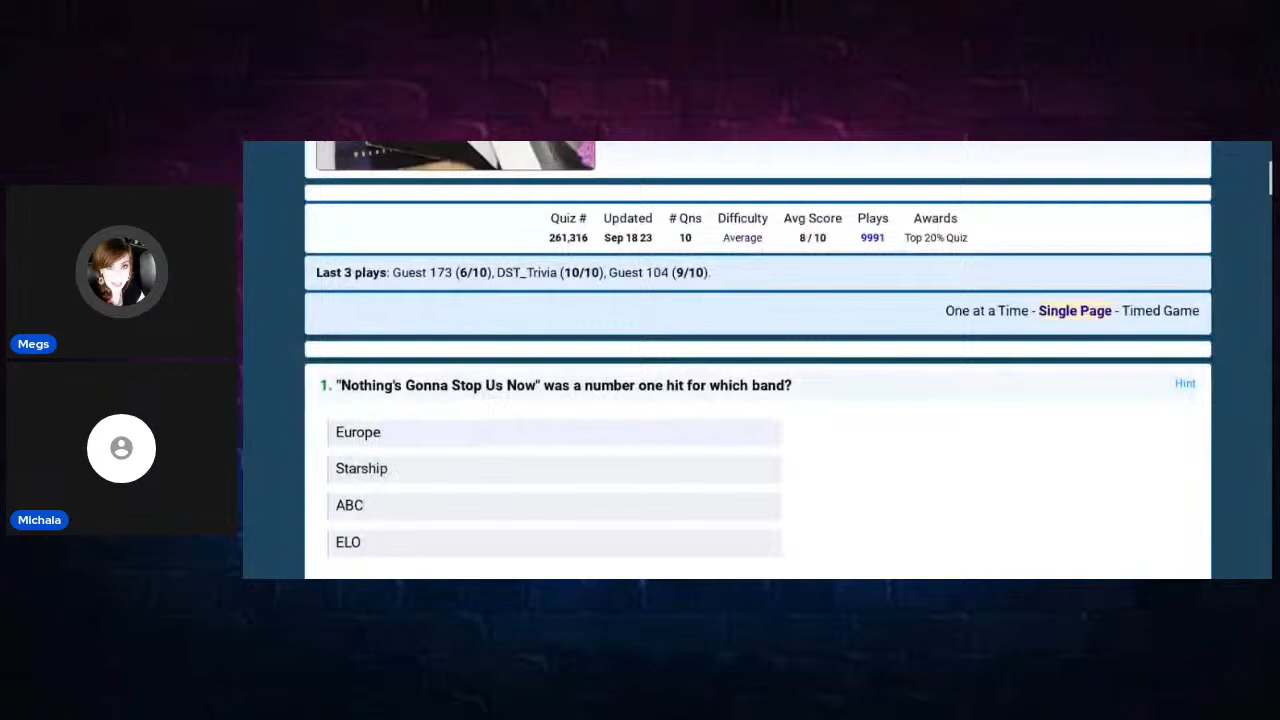 Quiz # Updated # Qns Difficulty Avg Score Plays Awards
261,316 Sep 18 23 10 Average 8 / 10 9991 Top 20% Quiz
Last 3 plays: Guest 173 (6/10), DST_Trivia (10/10), Guest 104 (9/10).
One at a Time - Single Page - Timed Game
1. "Nothing's Gonna Stop Us Now" was a number one hit for which band?
Hint
Europe
Starship
ABC
ELO
Megs
Michala